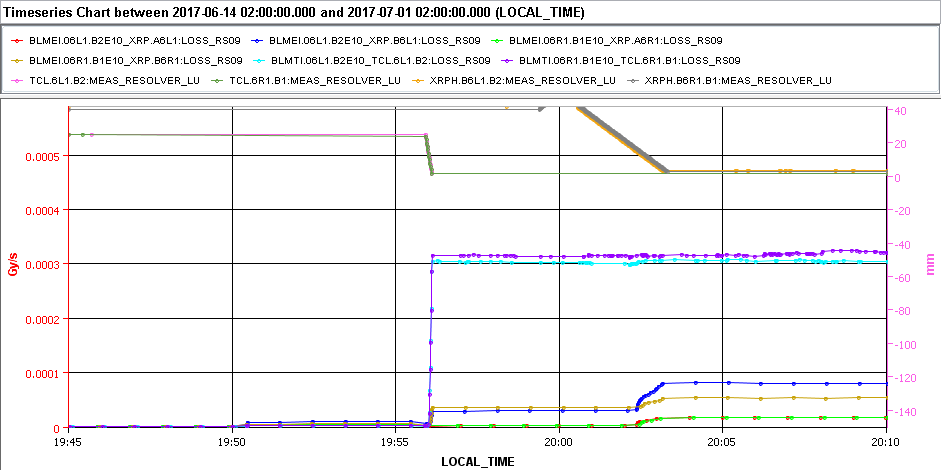 Timeseries Chart between 2017-06-14 02:00:00.000 and 2017-07-01 02:00:00.000 (LOCAL_TIME)
BLMEI.06L1.B2E10_XRP.A6L1:LOSS_RS09 BLMEI.06L1.B2E10_XRP.B6L1:LOSS_RS09 BLMEI.06R1.B1E10_XRP.A6R1:LOSS_RS09
BLMEI.06R1.B1E10_XRP.B6R1:LOSS_RS09 BLMTI.06L1.B2E10_TCL.6L1.B2:LOSS_RS09 BLMTI.06R1.B1E10_TCL.6R1.B1:LOSS_RS09
TCL.6L1.B2:MEAS_RESOLVER_LU TCL.6R1.B1:MEAS_RESOLVER_LU XRPH.B6L1.B2:MEAS_RESOLVER_LU XRPH.B6R1.B1:MEAS_RESOLVER_LU
40
20
0.0005
0
0.0004
-20
-40
0.0003
-60
-80
0.0002
-100
0.0001
-120
-140
0
Gy/s
mm
19:45 19:50 19:55 20:00 20:05 20:10
LOCAL_TIME